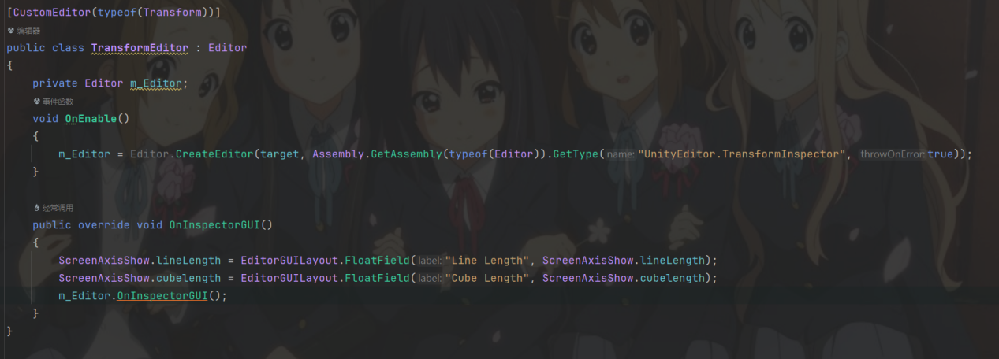 [CustomEditor(typeof(Transform))]
编辑器
public class TransformEditor : Editor
{
    private Editor m_Editor;
    事件函数
    void OnEnable()
    {
        m_Editor = Editor.CreateEditor(target, Assembly.GetAssembly(typeof(Editor)).GetType(name:"UnityEditor.TransformInspector", throwOnError:true));
    }
    经常调用
    public override void OnInspectorGUI()
    {
        ScreenAxisShow.lineLength = EditorGUILayout.FloatField(label:"Line Length", ScreenAxisShow.lineLength);
        ScreenAxisShow.cubelength = EditorGUILayout.FloatField(label:"Cube Length", ScreenAxisShow.cubelength);
        m_Editor.OnInspectorGUI();
    }
}